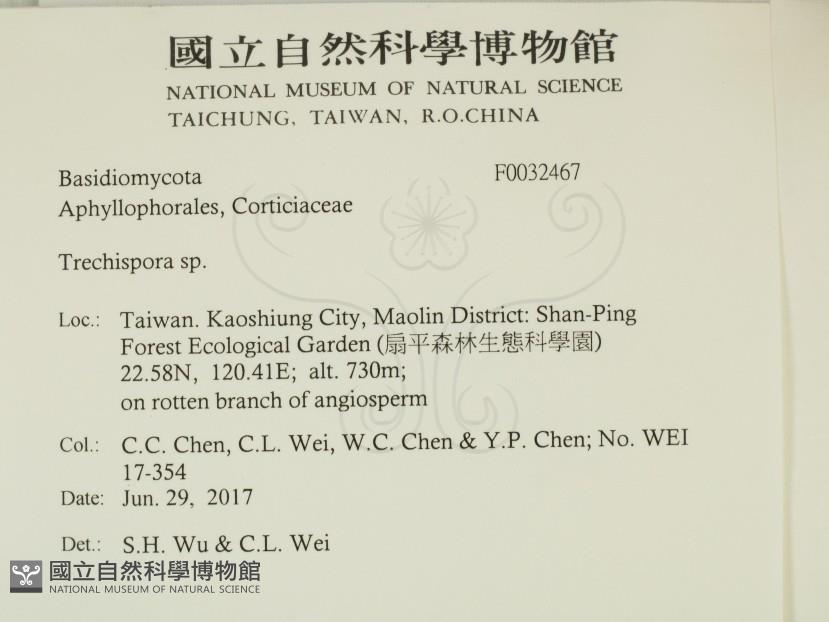 國立自然科學博物館
NATIONAL MUSEUM OF NATURAL SCIENCE
TAICHUNG, TAIWAN, R.O.CHINA
Basidiomycota F0032467
Aphyllophorales, Corticiaceae
Trechispora sp.
Loc.: Taiwan. Kaoshiung City, Maolin District: Shan-Ping
Forest Ecological Garden (扇平森林生態科學園)
22.58N, 120.41E; alt. 730m;
on rotten branch of angiosperm
Col.: C.C. Chen, C.L. Wei, W.C. Chen & Y.P. Chen; No. WEI
17-354
Date: Jun. 29, 2017
Det.: S.H. Wu & C.L. Wei
國立自然科學博物館
NATIONAL MUSEUM OF NATURAL SCIENCE